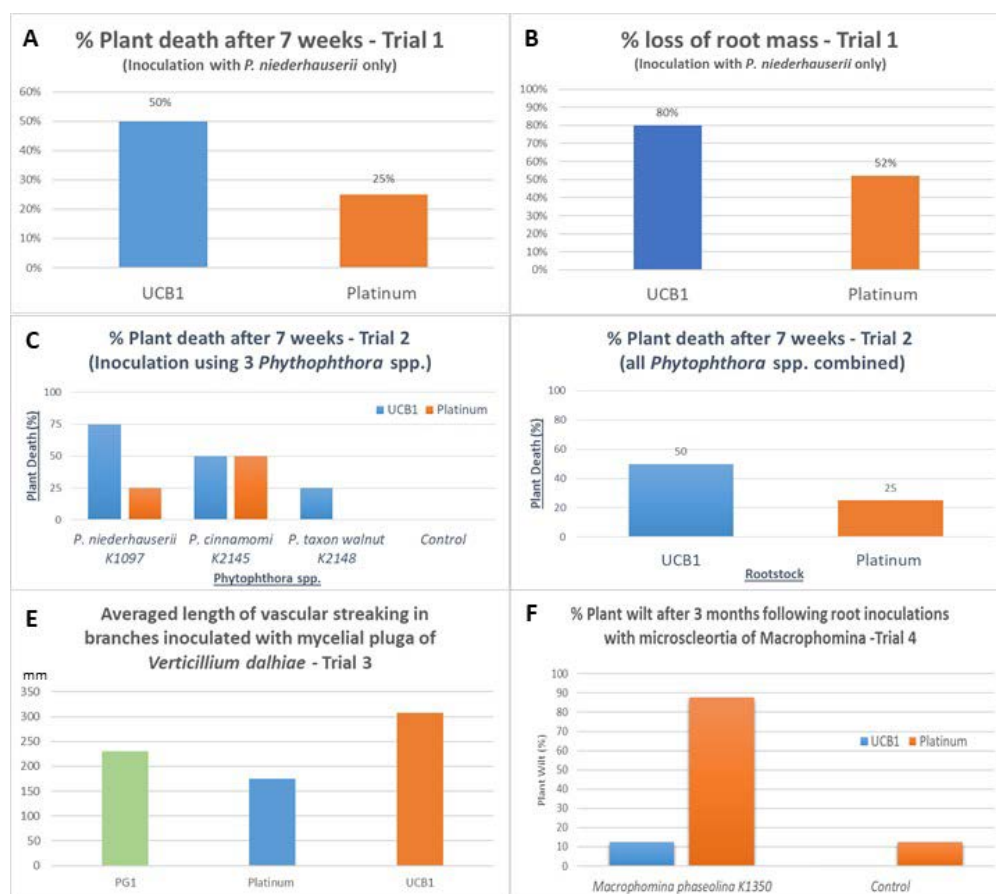 A
% Plant death after 7 weeks - Trial 1
(Inoculation with P. niederhauserii only)
60%
50%
40%
30%
20%
10%
0%
50%
25%
UCB1
Platinum
B
% loss of root mass - Trial 1
(Inoculation with P. niederhauserii only)
100%
90%
80%
70%
60%
50%
40%
30%
20%
10%
0%
80%
52%
UCB1
Platinum
C
% Plant death after 7 weeks - Trial 2
(Inoculation using 3 Phythophthora spp.)
UCB1 Platinum
Plant Death (%)
100
75
50
25
0
P. niederhauserii
K1097
P. cinnamomi
K2145
P. taxon walnut
K2148
Control
Phytophthora spp.
% Plant death after 7 weeks - Trial 2
(all Phytophthora spp. combined)
Plant Death (%)
100
80
60
40
20
0
50
25
UCB1
Platinum
Rootstock
E
Averaged length of vascular streaking in
branches inoculated with mycelial pluga of
Verticillium dalhiae - Trial 3
mm
350
300
250
200
150
100
50
0
PG1
Platinum
UCB1
F
% Plant wilt after 3 months following root inoculations
with microscleortia of Macrophomina -Trial 4
UCB1 Platinum
Plant Wilt (%)
100
90
80
70
60
50
40
30
20
10
0
Macrophomina phaseolina K1350
Control